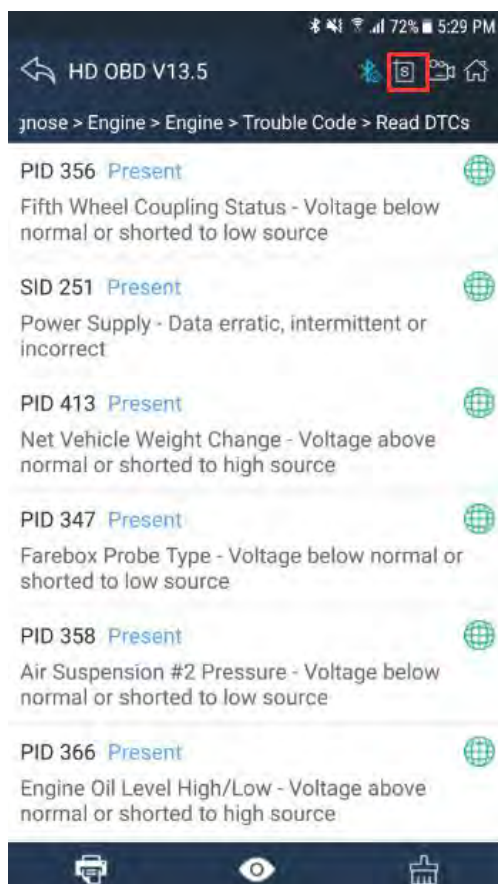 72% 5:29 PM
HD OBD V13.5
S
gnose > Engine > Engine > Trouble Code > Read DTCs
PID 356 Present
Fifth Wheel Coupling Status - Voltage below
normal or shorted to low source
SID 251 Present
Power Supply - Data erratic, intermittent or
incorrect
PID 413 Present
Net Vehicle Weight Change - Voltage above
normal or shorted to high source
PID 347 Present
Farebox Probe Type - Voltage below normal or
shorted to low source
PID 358 Present
Air Suspension #2 Pressure - Voltage below
normal or shorted to low source
PID 366 Present
Engine Oil Level High/Low - Voltage above
normal or shorted to high source